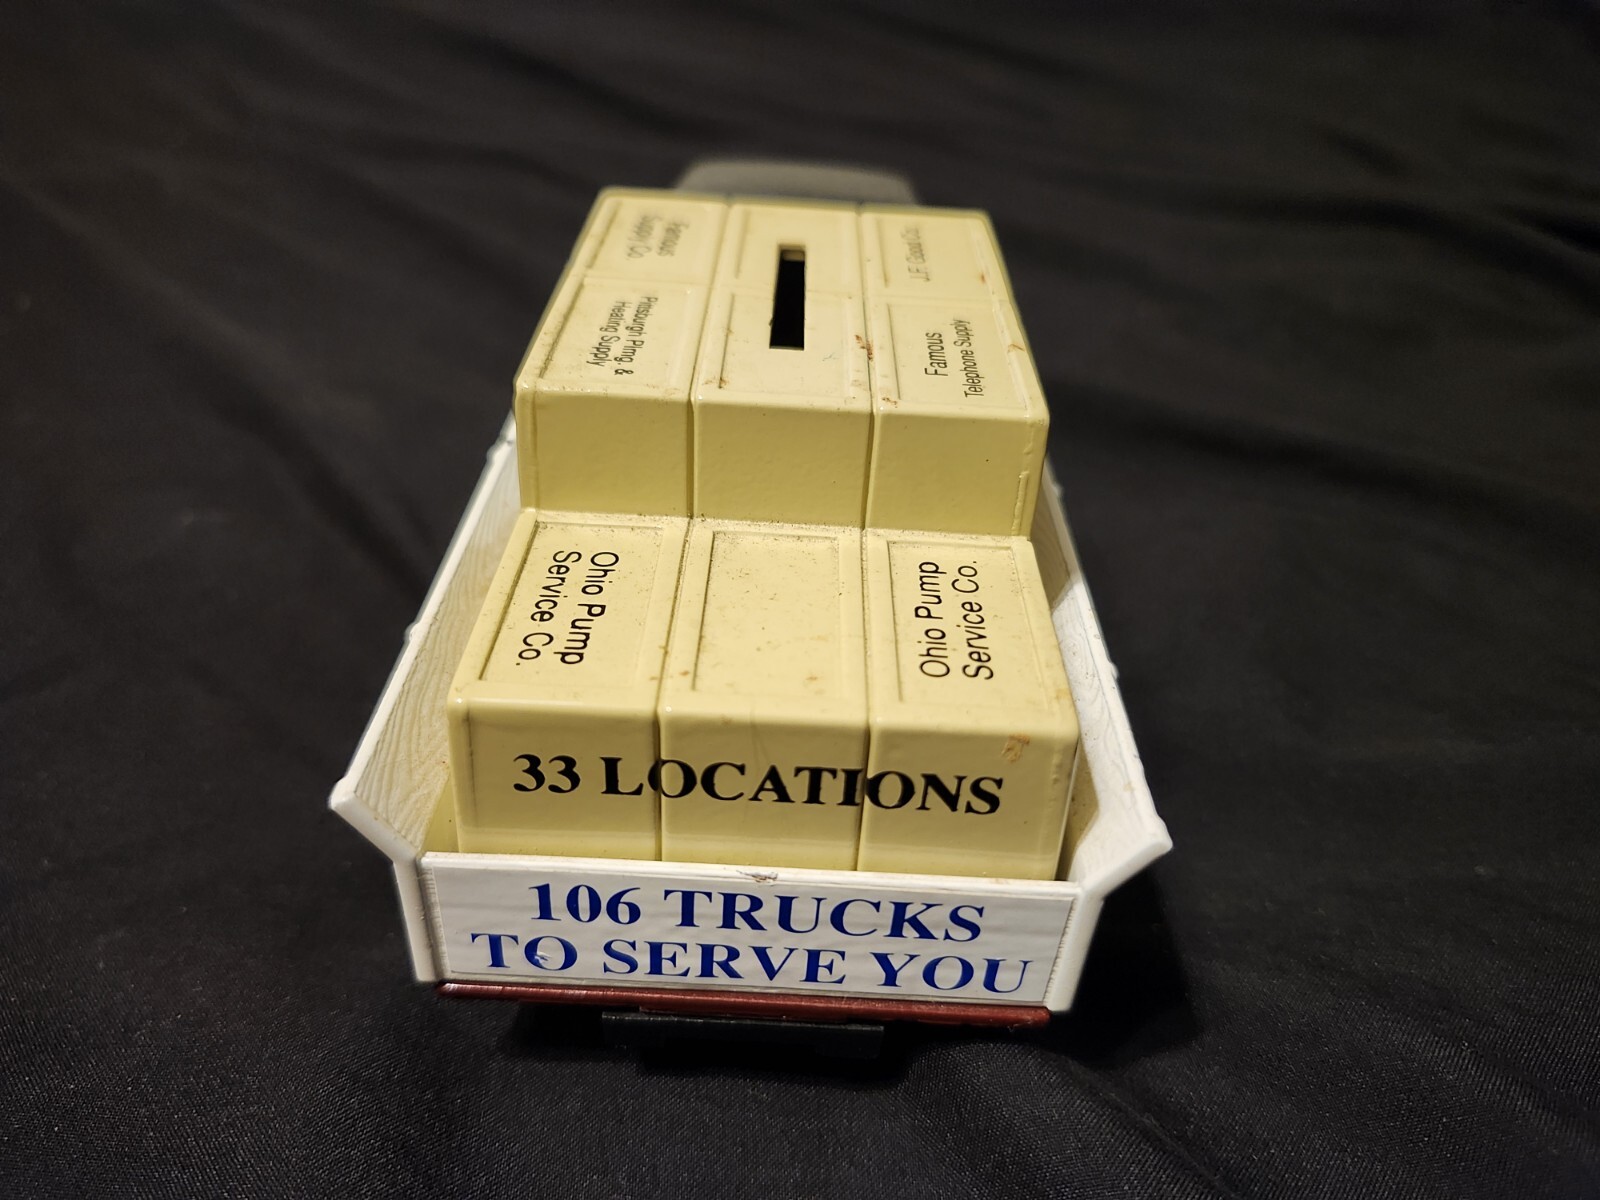 Famous
Supply Co
J.F. Good Co.
Pittsburgh Plmg. &
Heating Supply
Famous
Telephone Supply
Ohio Pump
Service Co.
Ohio Pump
Service Co.
33 LOCATIONS
106 TRUCKS
TO SERVE YOU